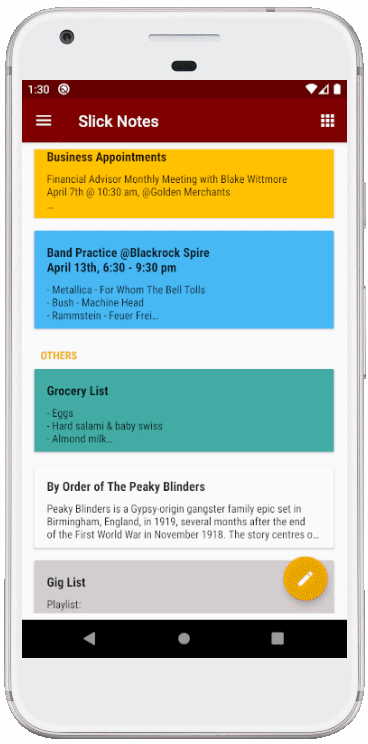 1:30
Slick Notes
Business Appointments
Financial Advisor Monthly Meeting with Blake Wittmore
April 7th @ 10:30 am, @Golden Merchants
...
Band Practice @Blackrock Spire
April 13th, 6:30 - 9:30 pm
- Metallica - For Whom The Bell Tolls
- Bush - Machine Head
- Rammstein - Feuer Frei...
OTHERS
Grocery List
- Eggs
- Hard salami & baby swiss
- Almond milk...
By Order of The Peaky Blinders
Peaky Blinders is a Gypsy-origin gangster family epic set in
Birmingham, England, in 1919, several months after the end
of the First World War in November 1918. The story centres o...
Gig List
Playlist: